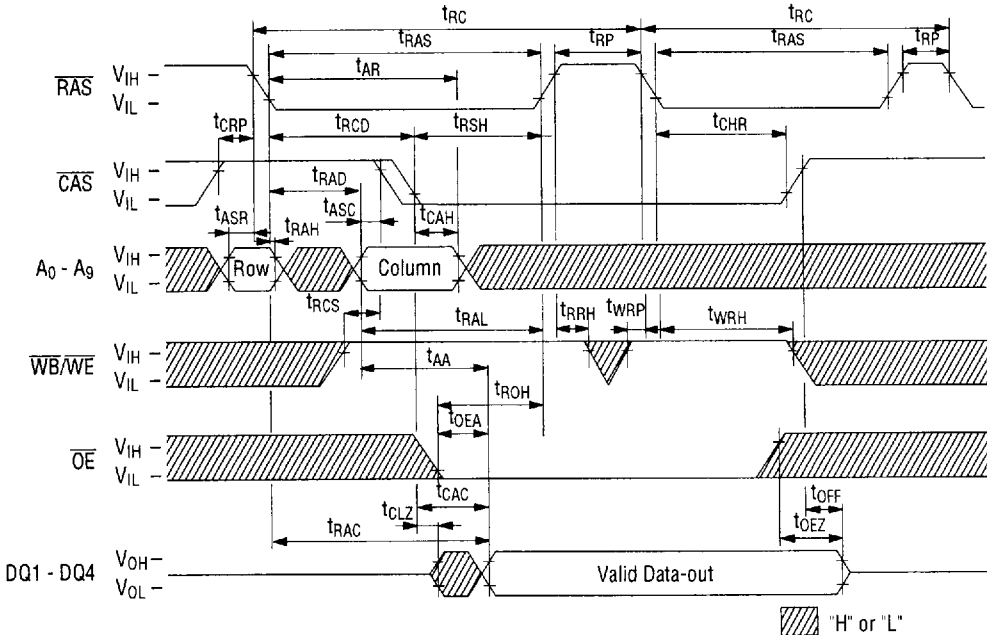 tRC tRC
tRAS tRP tRAS tRP
tAR
RAS VIH VIL
tCRP tRCD tRSH tCHR
CAS VIH VIL
tRAD
tASC
tASR tRAH tCAH
A0 - A9 VIH VIL Row Column
tRCS tRAL tRRH tWRP tWRH
WB/WE VIH VIL
tAA
tROH
tOEA
OE VIH VIL
tCAC tOFF
tCLZ tOEZ
tRAC
DQ1 - DQ4 VOH VOL Valid Data-out
"H" or "L"